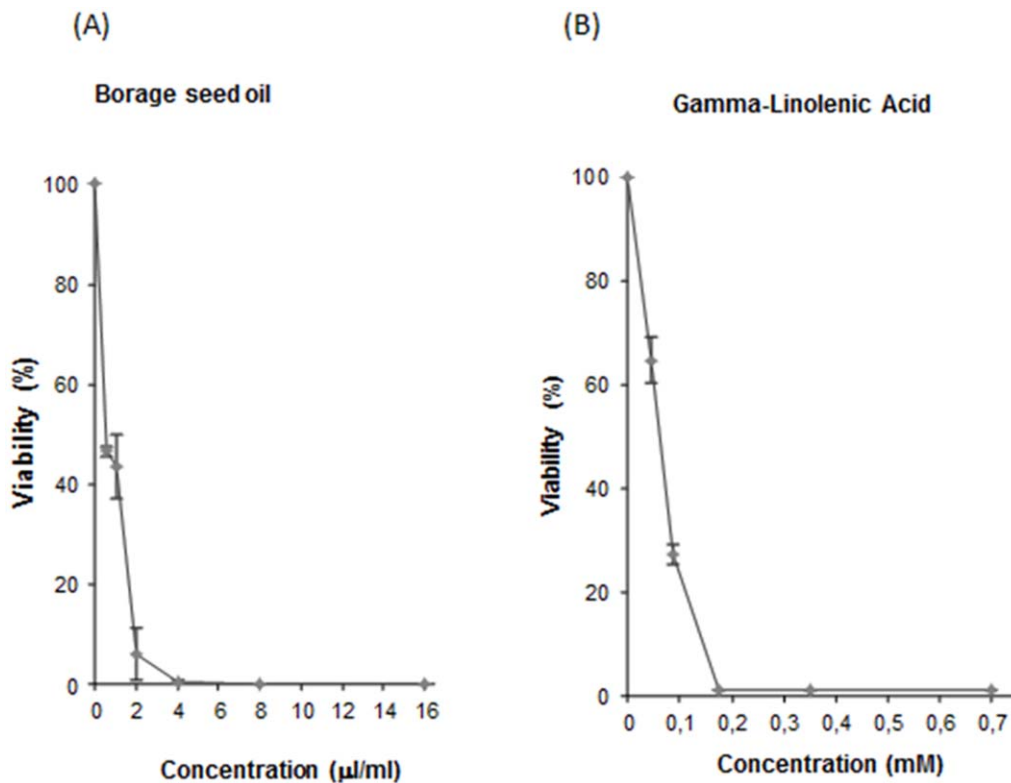 (A)
Borage seed oil
100
80
60
40
20
0
Viability (%)
0 2 4 6 8 10 12 14 16
Concentration (µl/ml)
(B)
Gamma-Linolenic Acid
100
80
60
40
20
0
Viability (%)
0 0,1 0,2 0,3 0,4 0,5 0,6 0,7
Concentration (mM)